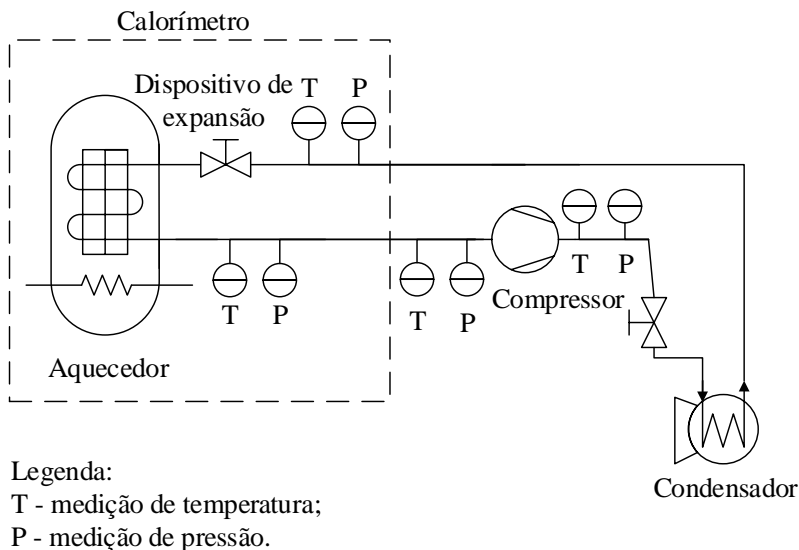 Calorímetro
Dispositivo de
expansão
T
P
T
P
T
P
T
P
Compressor
Aquecedor
Condensador
Legenda:
T - medição de temperatura;
P - medição de pressão.